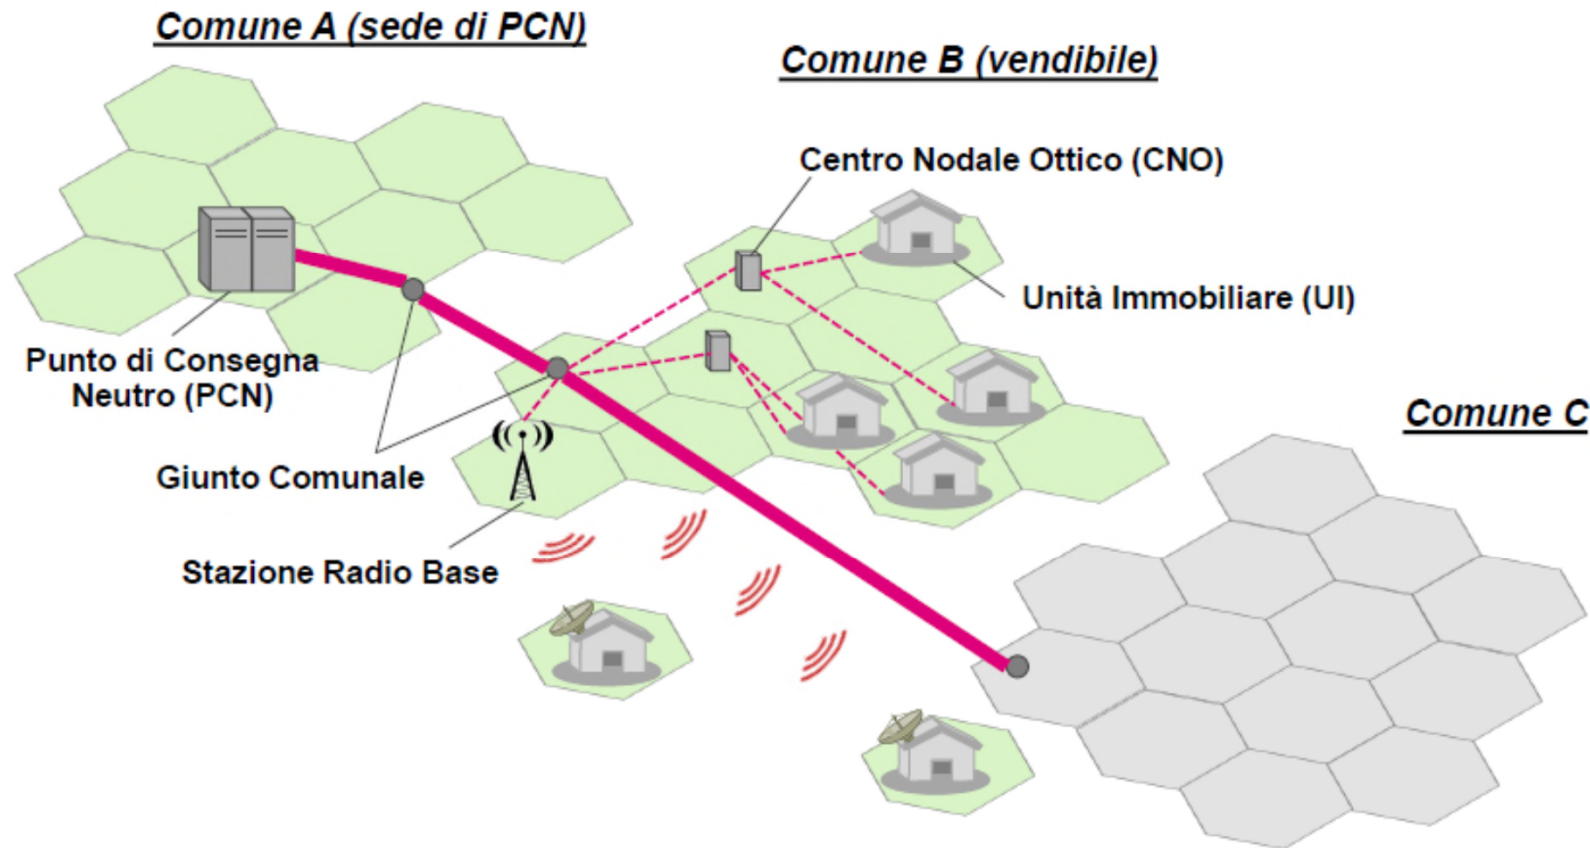 Comune A (sede di PCN)
Comune B (vendibile)
Centro Nodale Ottico (CNO)
Unità Immobiliare (UI)
Punto di Consegna
Neutro (PCN)
Comune C
Giunto Comunale
Stazione Radio Base